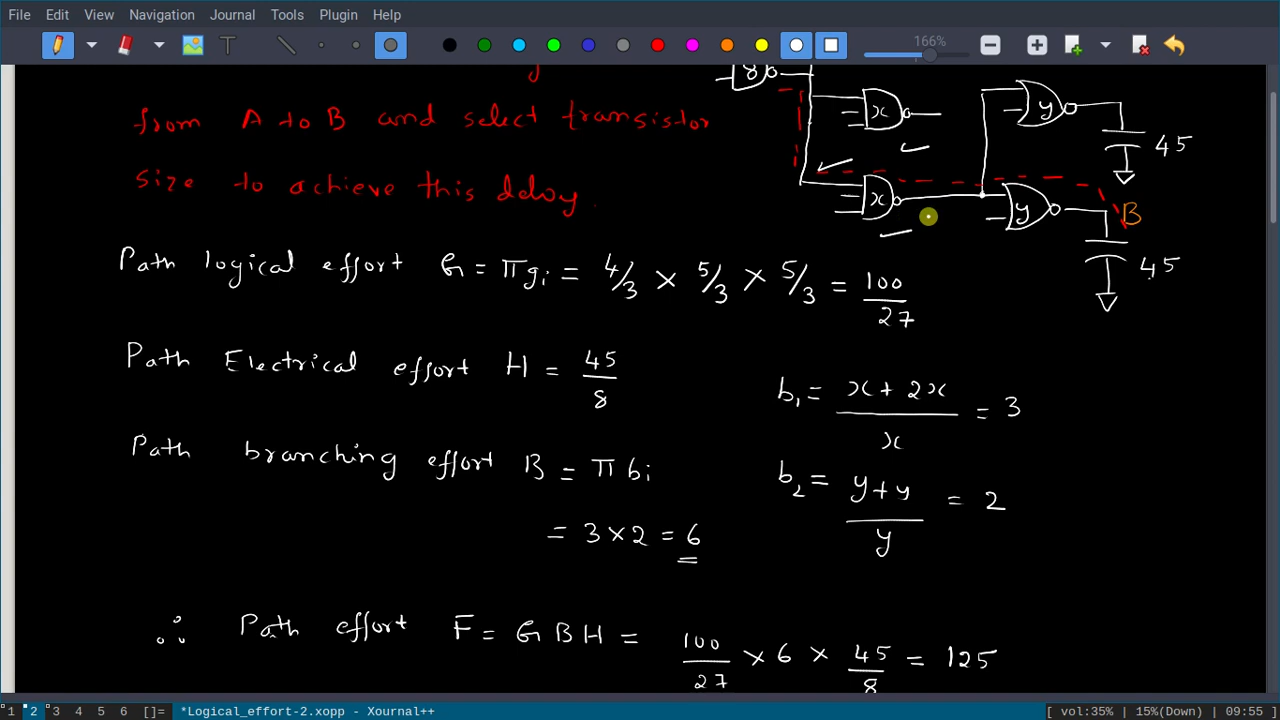 File Edit View Navigation Journal Tools Plugin Help
166%
8
from A to B and select transistor
size to achieve this delay.
x
y
45
x
y
B
45
Path logical effort G = πgi = 4/3 × 5/3 × 5/3 = 100/27
Path Electrical effort H = 45/8
b1 = x + 2x / x = 3
Path branching effort B = π bi
b2 = y + y / y = 2
= 3 × 2 = 6
∴ Path effort F = G B H = 100/27 × 6 × 45/8 = 125
1 2 3 4 5 6 []= *Logical_effort-2.xopp - Xournal++ [ vol:35% | 15%(Down) | 09:55 ]